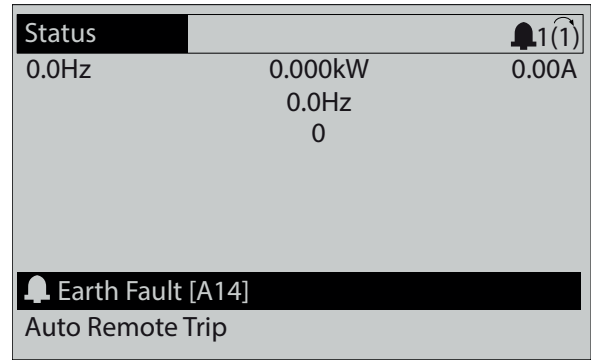 Status 1(1)
0.0Hz 0.000kW 0.00A
0.0Hz
0
Earth Fault [A14]
Auto Remote Trip